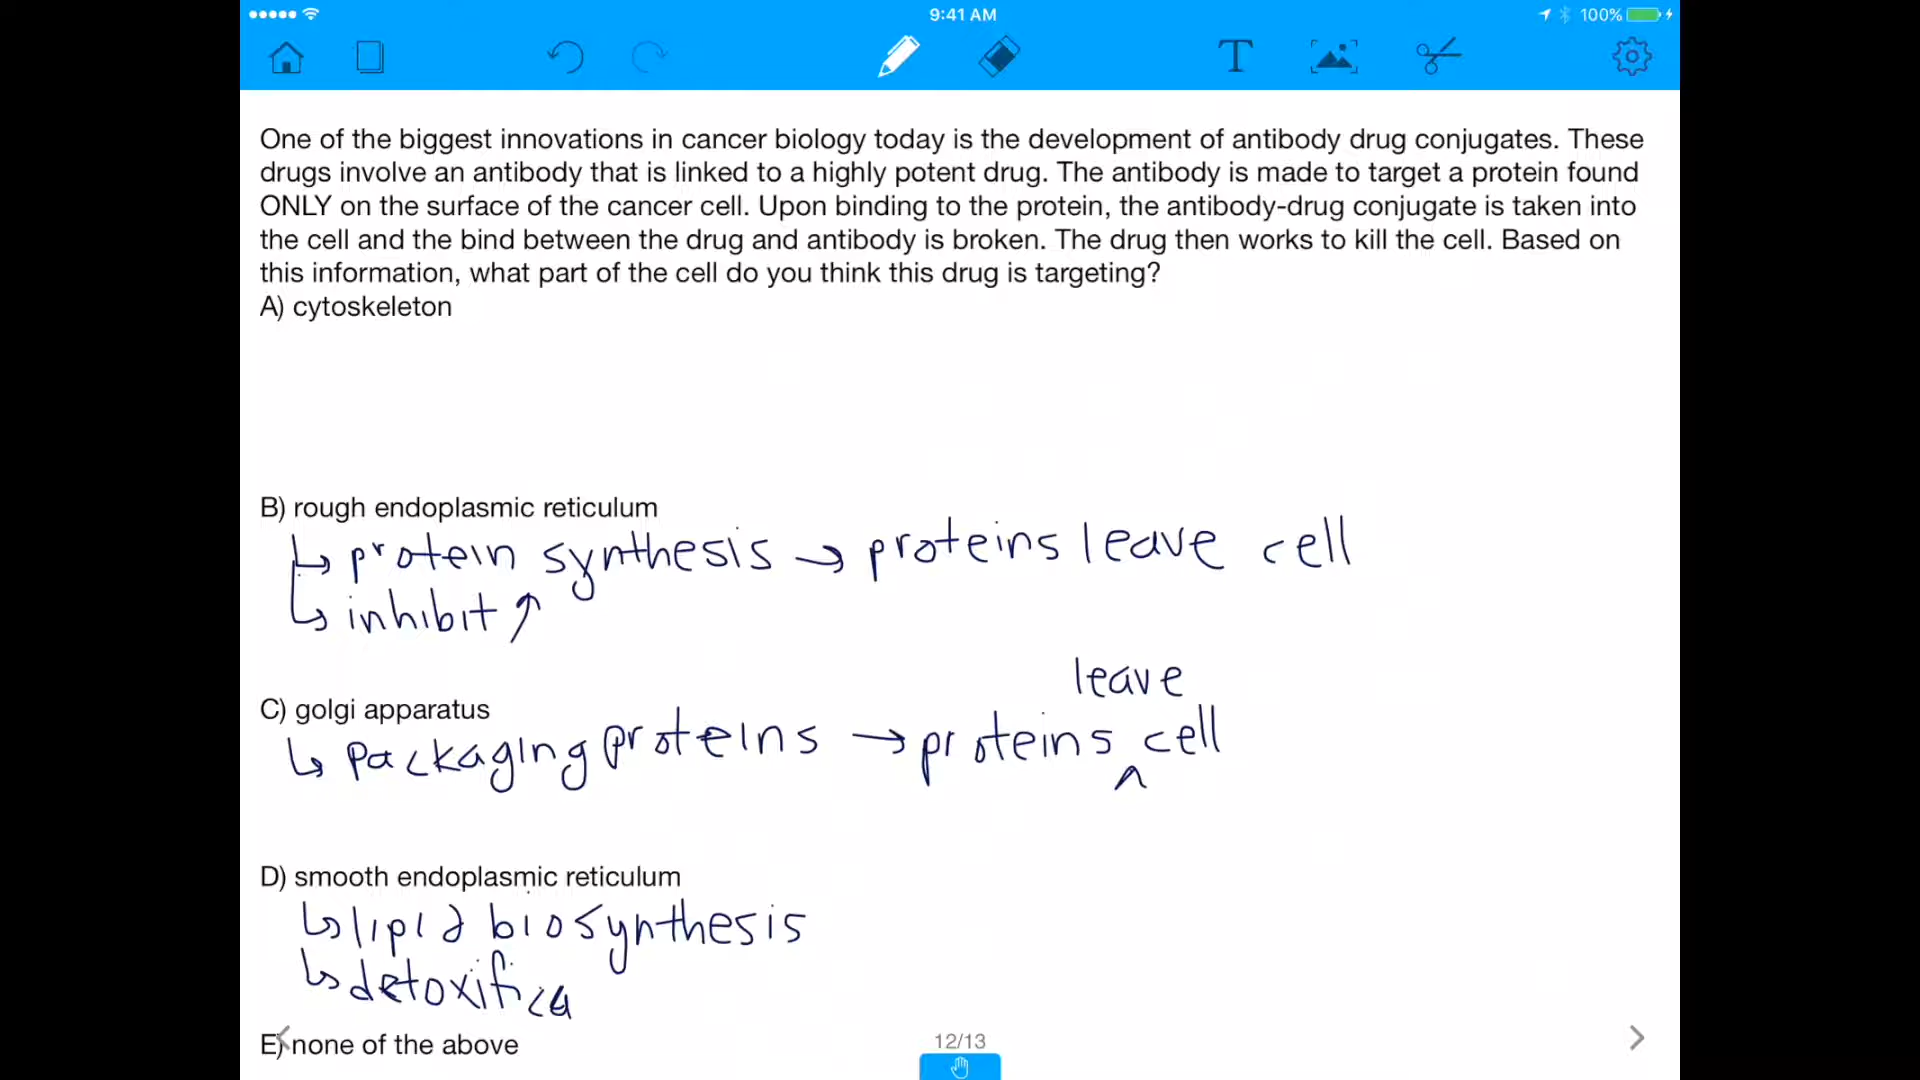 9:41 AM
100%
T
One of the biggest innovations in cancer biology today is the development of antibody drug conjugates. These
drugs involve an antibody that is linked to a highly potent drug. The antibody is made to target a protein found
ONLY on the surface of the cancer cell. Upon binding to the protein, the antibody-drug conjugate is taken into
the cell and the bind between the drug and antibody is broken. The drug then works to kill the cell. Based on
this information, what part of the cell do you think this drug is targeting?
A) cytoskeleton
B) rough endoplasmic reticulum
↳ protein synthesis → proteins leave cell
↳ inhibit ↑
C) golgi apparatus
leave
↳ packaging proteins → proteins ^ cell
D) smooth endoplasmic reticulum
↳ lipid biosynthesis
↳ detoxifica
E) none of the above
12/13